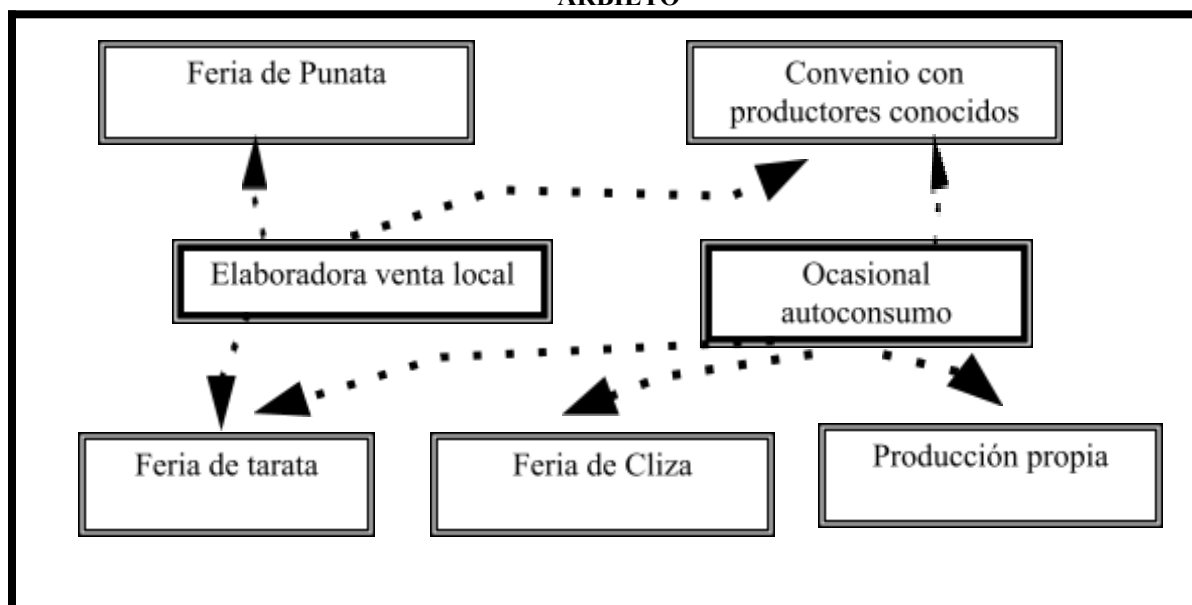 ARBIETO
Feria de Punata
Convenio con
productores conocidos
Elaboradora venta local
Ocasional
autoconsumo
Feria de tarata
Feria de Cliza
Producción propia